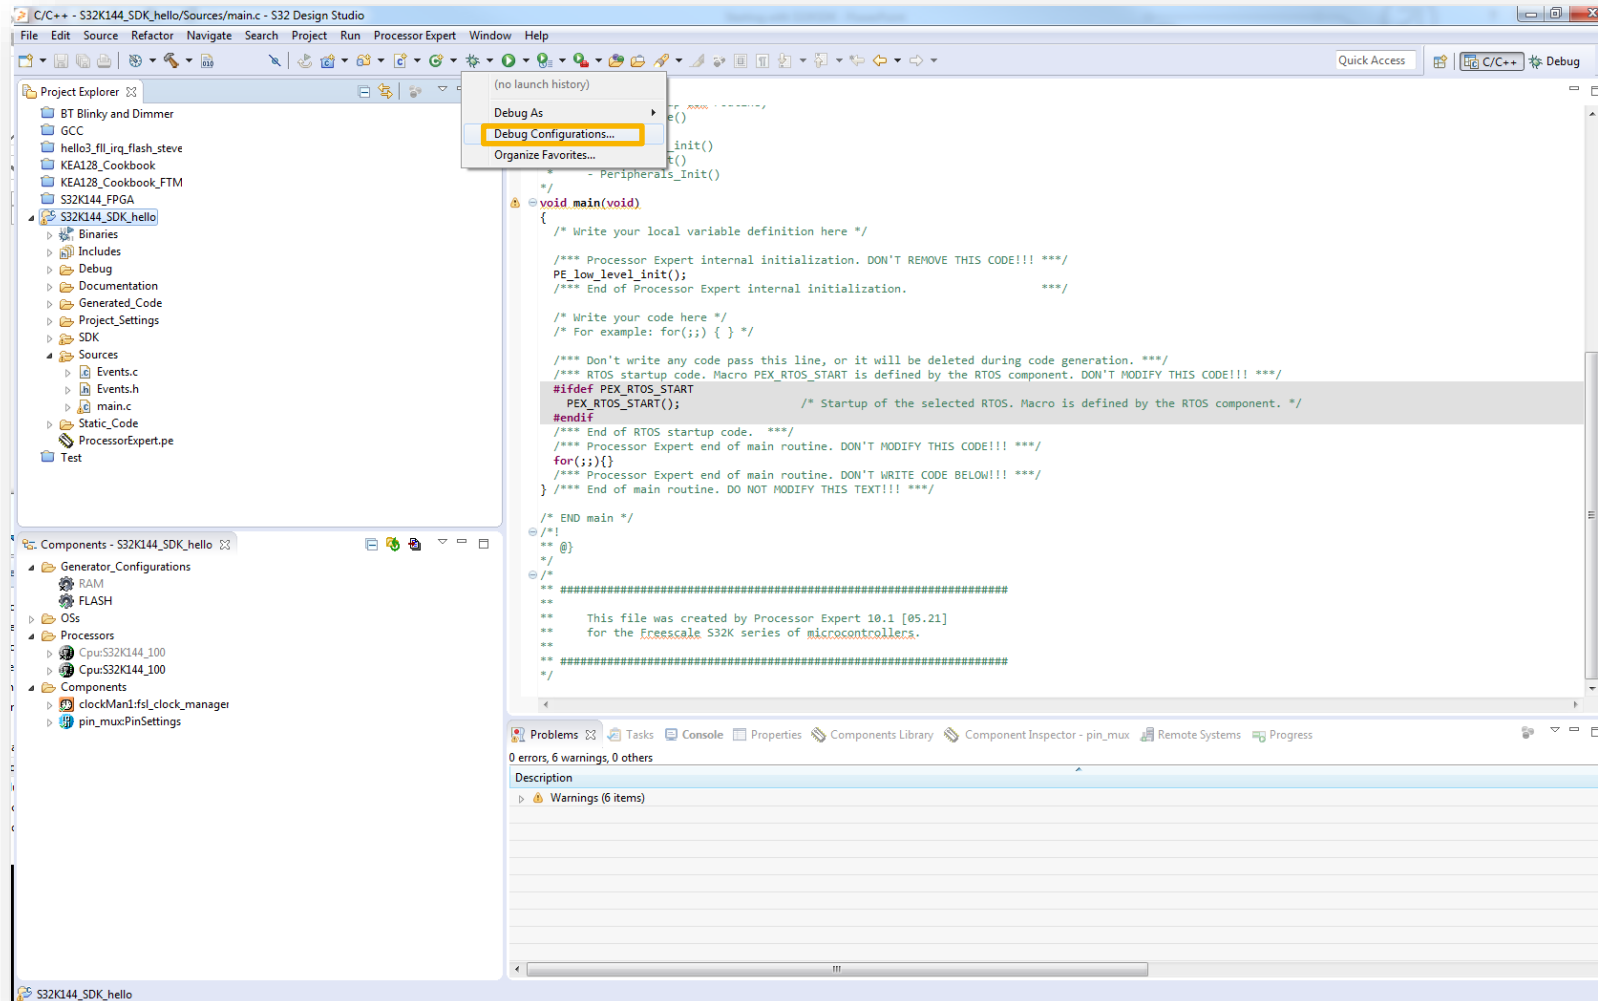 C/C++ - S32K144_SDK_hello/Sources/main.c - S32 Design Studio
File Edit Source Refactor Navigate Search Project Run Processor Expert Window Help
Quick Access
C/C++
Debug
(no launch history)
Debug As
Debug Configurations...
Organize Favorites...
Project Explorer
BT Blinky and Dimmer
GCC
hello3_fll_irq_flash_steve
KEA128_Cookbook
KEA128_Cookbook_FTM
S32K144_FPGA
S32K144_SDK_hello
Binaries
Includes
Debug
Documentation
Generated_Code
Project_Settings
SDK
Sources
Events.c
Events.h
main.c
Static_Code
ProcessorExpert.pe
Test
e()
_init()
t()
* - Peripherals_Init()
*/
void main(void)
{
/* Write your local variable definition here */
/*** Processor Expert internal initialization. DON'T REMOVE THIS CODE!!! ***/
PE_low_level_init();
/*** End of Processor Expert internal initialization. ***/
/* Write your code here */
/* For example: for(;;) { } */
/*** Don't write any code pass this line, or it will be deleted during code generation. ***/
/*** RTOS startup code. Macro PEX_RTOS_START is defined by the RTOS component. DON'T MODIFY THIS CODE!!! ***/
#ifdef PEX_RTOS_START
PEX_RTOS_START(); /* Startup of the selected RTOS. Macro is defined by the RTOS component. */
#endif
/*** End of RTOS startup code. ***/
/*** Processor Expert end of main routine. DON'T MODIFY THIS CODE!!! ***/
for(;;){}
/*** Processor Expert end of main routine. DON'T WRITE CODE BELOW!!! ***/
} /*** End of main routine. DO NOT MODIFY THIS TEXT!!! ***/
/* END main */
/*!
** @}
*/
/*
** ###################################################################
**
** This file was created by Processor Expert 10.1 [05.21]
** for the Freescale S32K series of microcontrollers.
**
** ###################################################################
*/
Components - S32K144_SDK_hello
Generator_Configurations
RAM
FLASH
OSs
Processors
Cpu:S32K144_100
Cpu:S32K144_100
Components
clockMan1:fsl_clock_manager
pin_mux:PinSettings
Problems Tasks Console Properties Components Library Component Inspector - pin_mux Remote Systems Progress
0 errors, 6 warnings, 0 others
Description
Warnings (6 items)
S32K144_SDK_hello